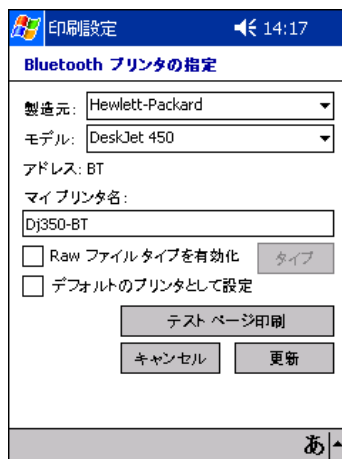 印刷設定 14:17
Bluetooth プリンタの指定
製造元: Hewlett-Packard
モデル: DeskJet 450
アドレス: BT
マイ プリンタ名:
Dj350-BT
Raw ファイル タイプを有効化 タイプ
デフォルトのプリンタとして設定
テスト ページ印刷
キャンセル 更新
あ